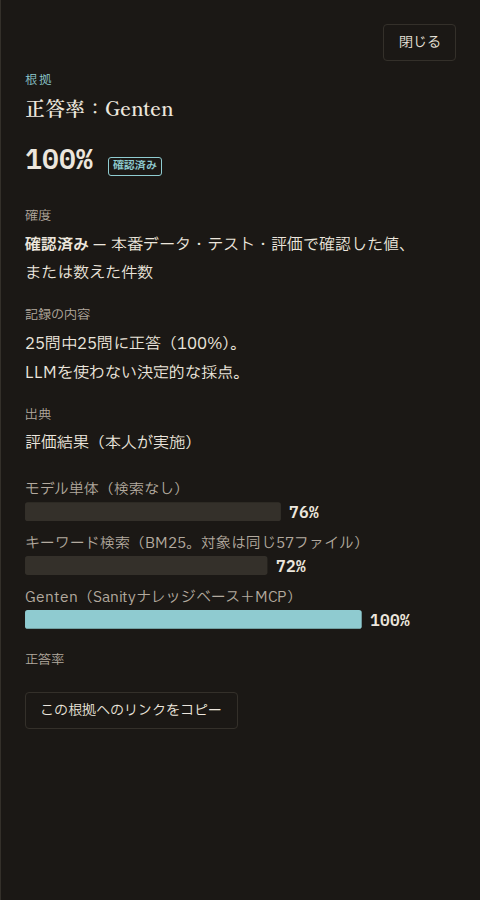 閉じる
根拠
正答率：Genten
100% 確認済み
確度
確認済み — 本番データ・テスト・評価で確認した値、
または数えた件数
記録の内容
25問中25問に正答（100%）。
LLMを使わない決定的な採点。
出典
評価結果（本人が実施）
モデル単体（検索なし）
76%
キーワード検索（BM25。対象は同じ57ファイル）
72%
Genten（Sanityナレッジベース＋MCP）
100%
正答率
この根拠へのリンクをコピー